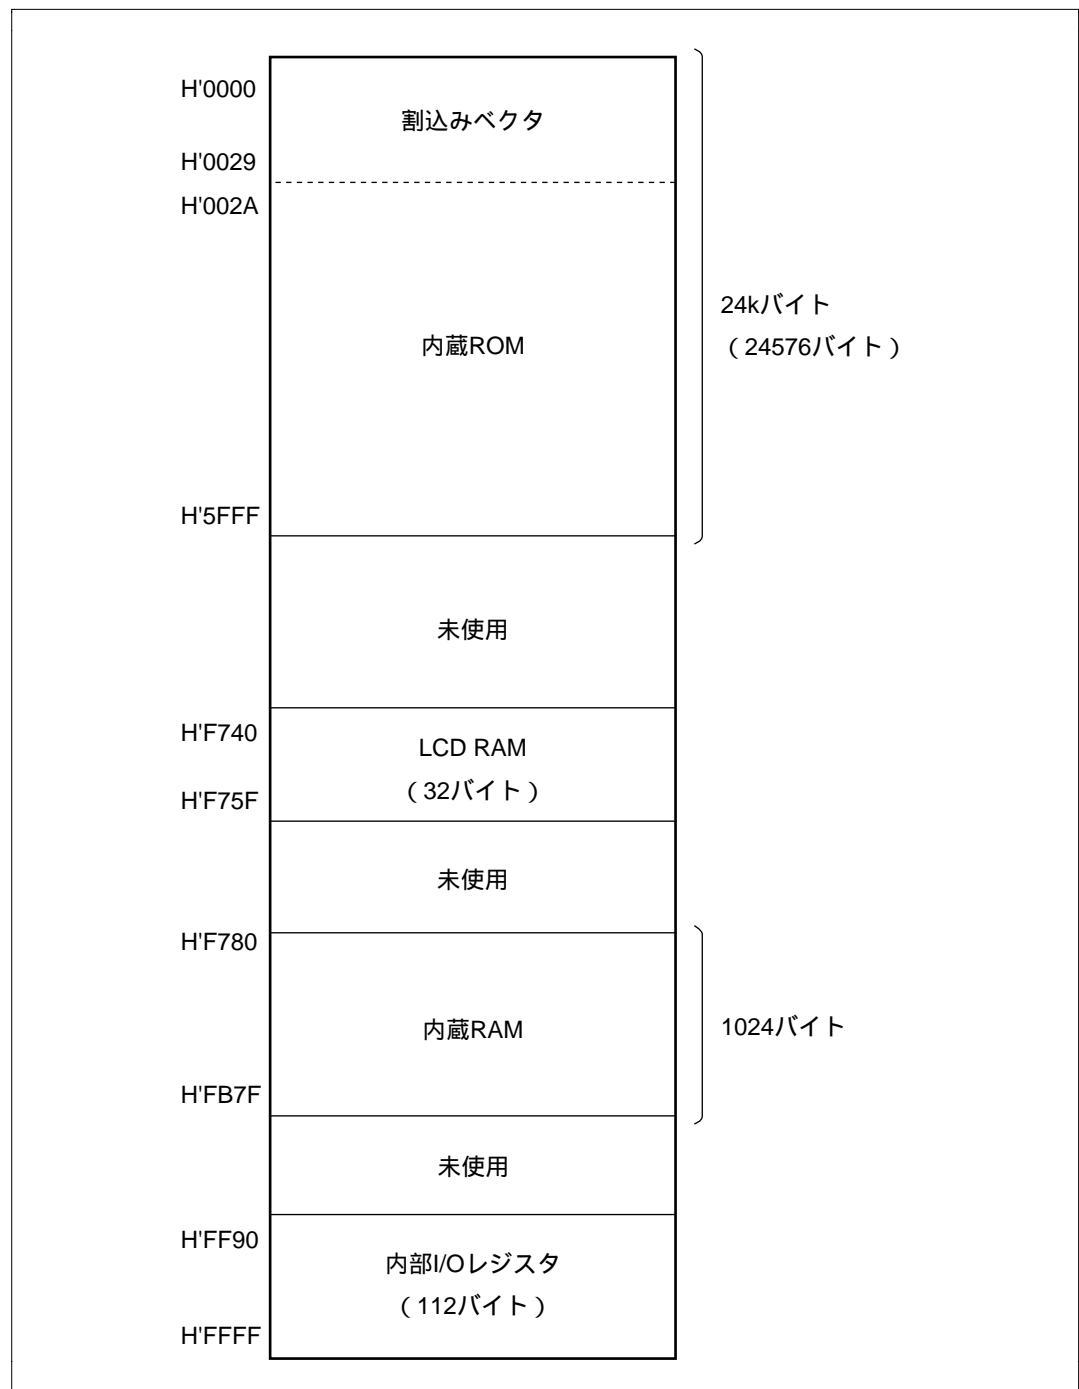 H'0000
割込みベクタ
H'0029
H'002A
24kバイト
（24576バイト）
内蔵ROM
H'5FFF
未使用
H'F740
LCD RAM
（32バイト）
H'F75F
未使用
H'F780
内蔵RAM
1024バイト
H'FB7F
未使用
H'FF90
内部I/Oレジスタ
（112バイト）
H'FFFF